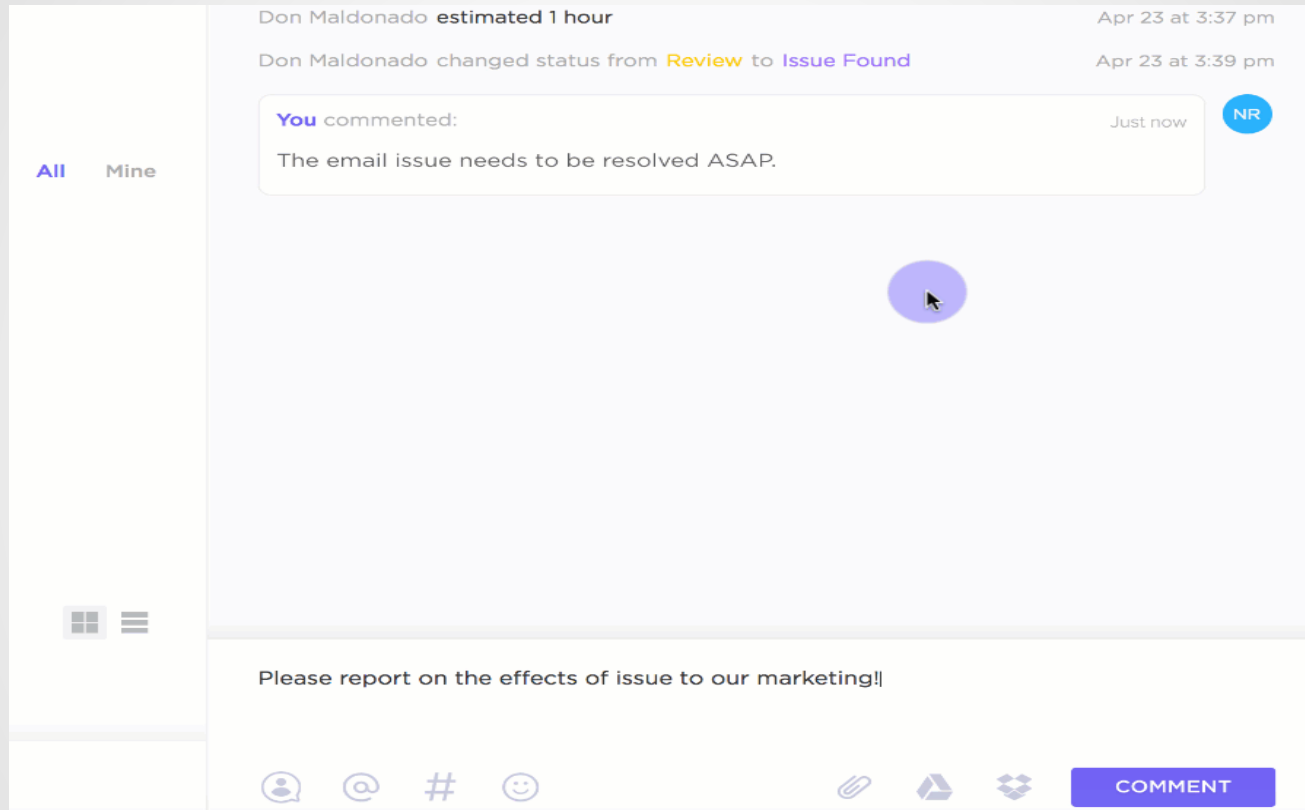 Don Maldonado estimated 1 hour Apr 23 at 3:37 pm
Don Maldonado changed status from Review to Issue Found Apr 23 at 3:39 pm
You commented: Just now NR
The email issue needs to be resolved ASAP.
All Mine
Please report on the effects of issue to our marketing!
COMMENT